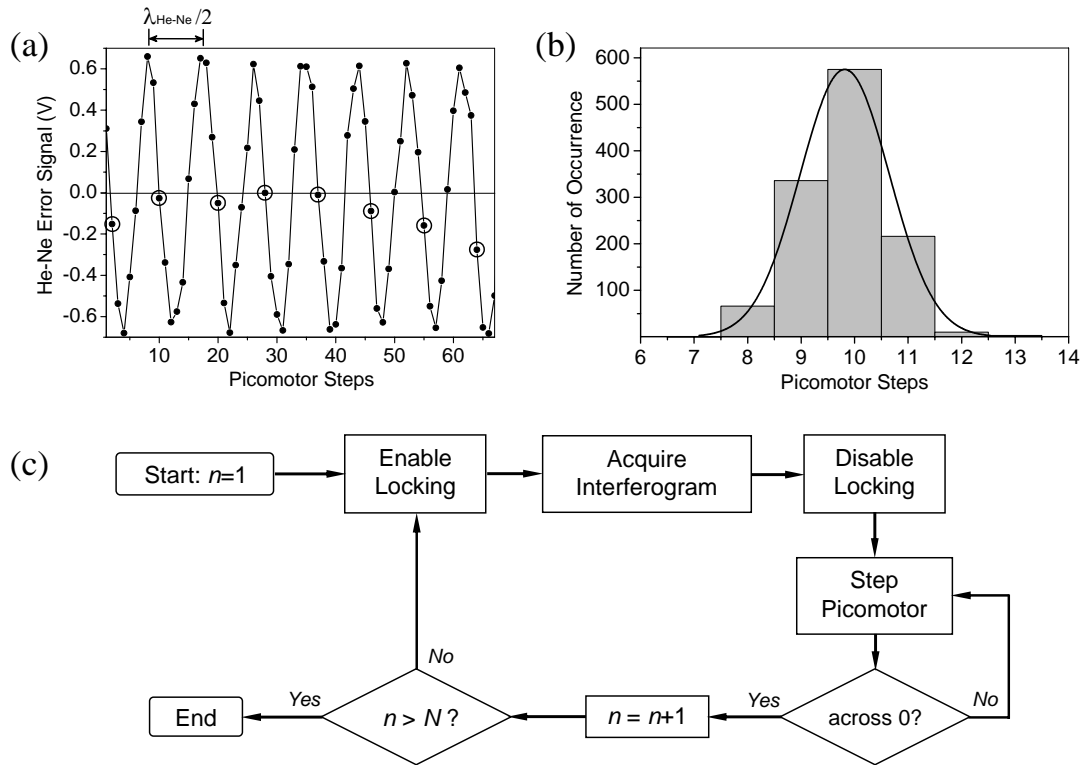 (a)
λHe-Ne/2
He-Ne Error Signal (V)
0.6
0.4
0.2
0.0
-0.2
-0.4
-0.6
10 20 30 40 50 60
Picomotor Steps
(b)
Number of Occurrence
600
500
400
300
200
100
6 7 8 9 10 11 12 13 14
Picomotor Steps
(c)
Start: n=1
Enable
Locking
Acquire
Interferogram
Disable
Locking
Step
Picomotor
across 0?
No
Yes
n = n+1
n > N ?
No
Yes
End